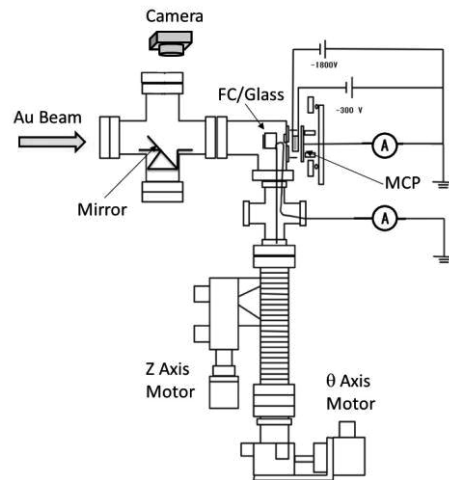 Camera
-1800V
FC/Glass
-300 V
Au Beam
A
MCP
Mirror
A
Z Axis
Motor
θ Axis
Motor